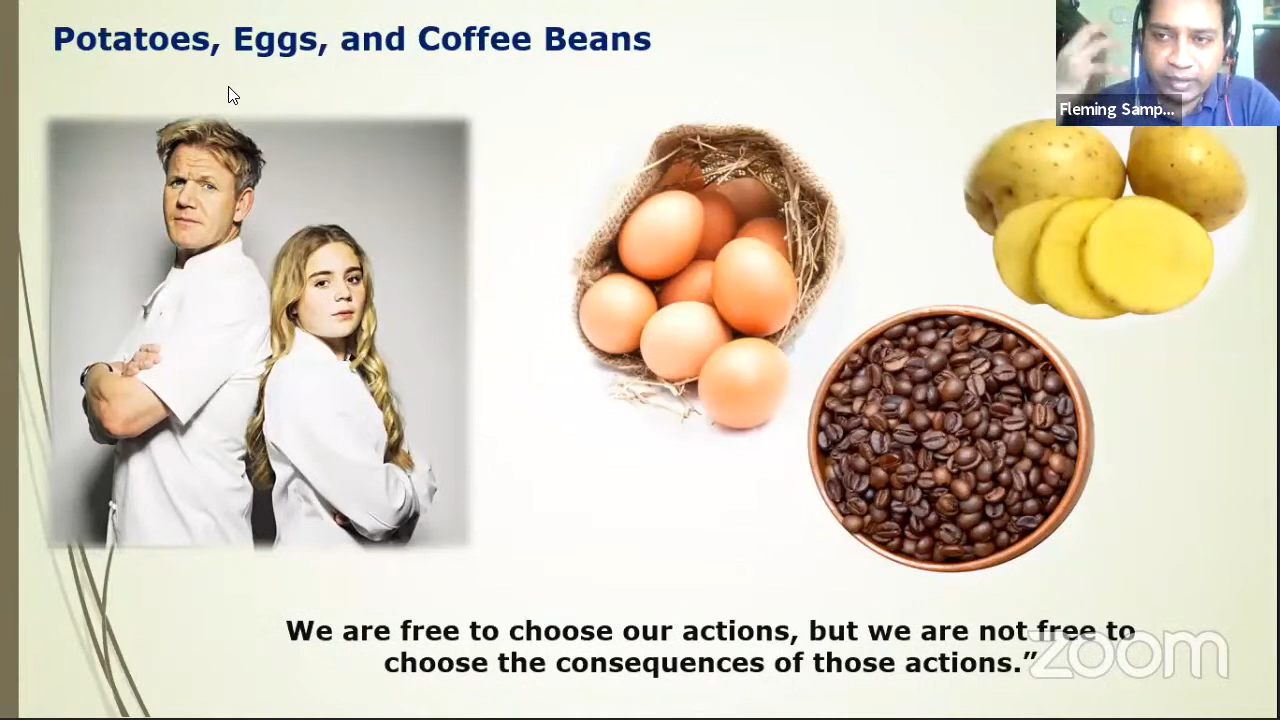 Potatoes, Eggs, and Coffee Beans
Fleming Samp...
We are free to choose our actions, but we are not free to
choose the consequences of those actions.”
zoom